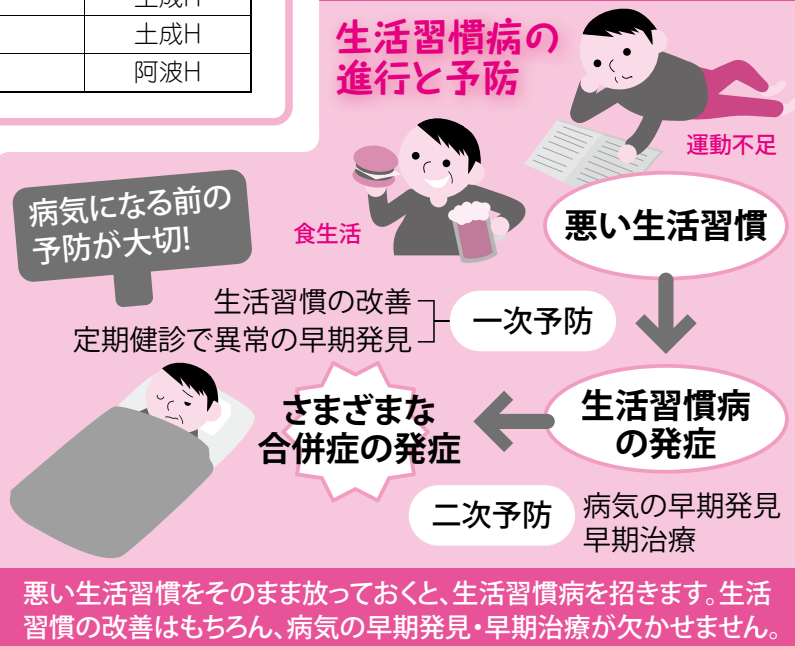 土成H
阿波H
生活習慣病の
進行と予防
運動不足
食生活
病気になる前の
予防が大切!
悪い生活習慣
生活習慣の改善
定期健診で異常の早期発見
一次予防
生活習慣病
の発症
さまざまな
合併症の発症
二次予防
病気の早期発見
早期治療
悪い生活習慣をそのまま放っておくと、生活習慣病を招きます。生活
習慣の改善はもちろん、病気の早期発見・早期治療が欠かせません。